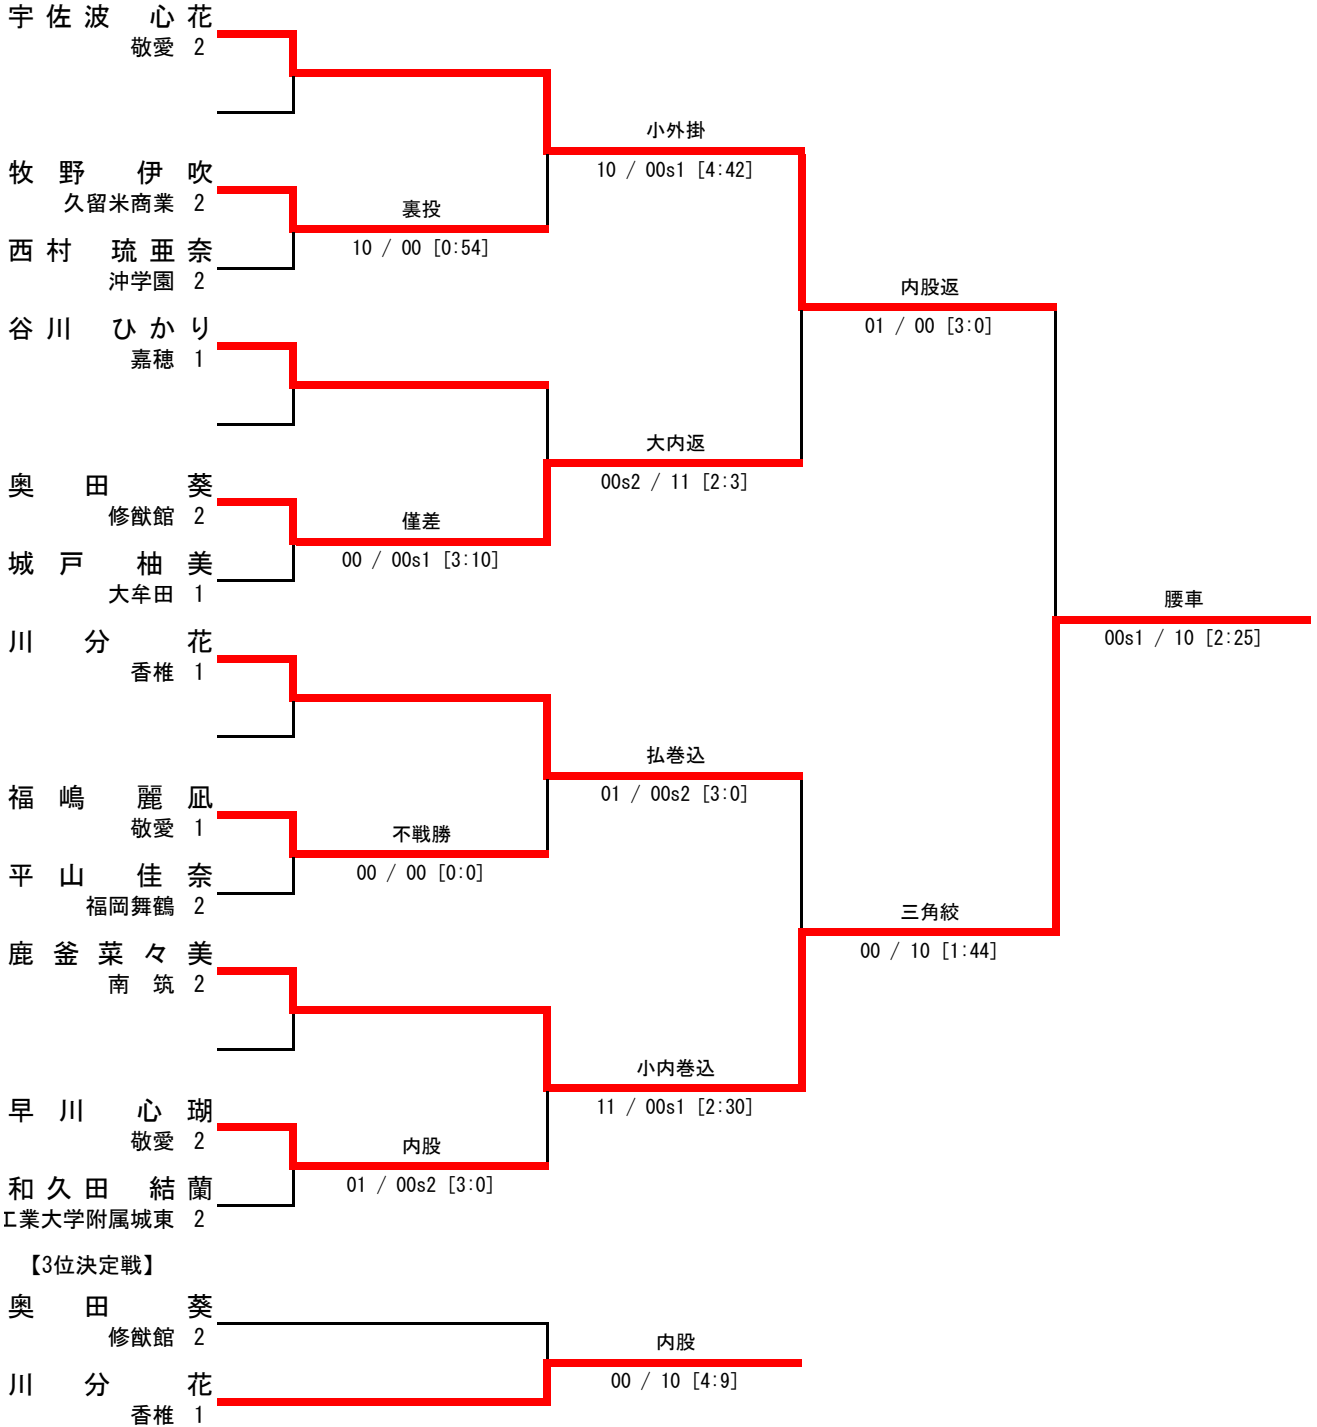 宇佐波 心花
敬愛 2
小外掛
10 / 00s1 [4:42]
牧野 伊吹
久留米商業 2
裏投
10 / 00 [0:54]
西村 琉亜奈
沖学園 2
内股返
01 / 00 [3:0]
谷川 ひかり
嘉穂 1
大内返
00s2 / 11 [2:3]
奥田 葵
修猷館 2
僅差
00 / 00s1 [3:10]
城戸 柚美
大牟田 1
腰車
00s1 / 10 [2:25]
川分 花
香椎 1
払巻込
01 / 00s2 [3:0]
福嶋 麗凪
敬愛 1
不戦勝
00 / 00 [0:0]
平山 佳奈
福岡舞鶴 2
三角絞
00 / 10 [1:44]
鹿釜菜々美
南 筑 2
小内巻込
11 / 00s1 [2:30]
早川 心瑚
敬愛 2
内股
01 / 00s2 [3:0]
和久田 結蘭
工業大学附属城東 2
【3位決定戦】
奥田 葵
修猷館 2
内股
00 / 10 [4:9]
川分 花
香椎 1